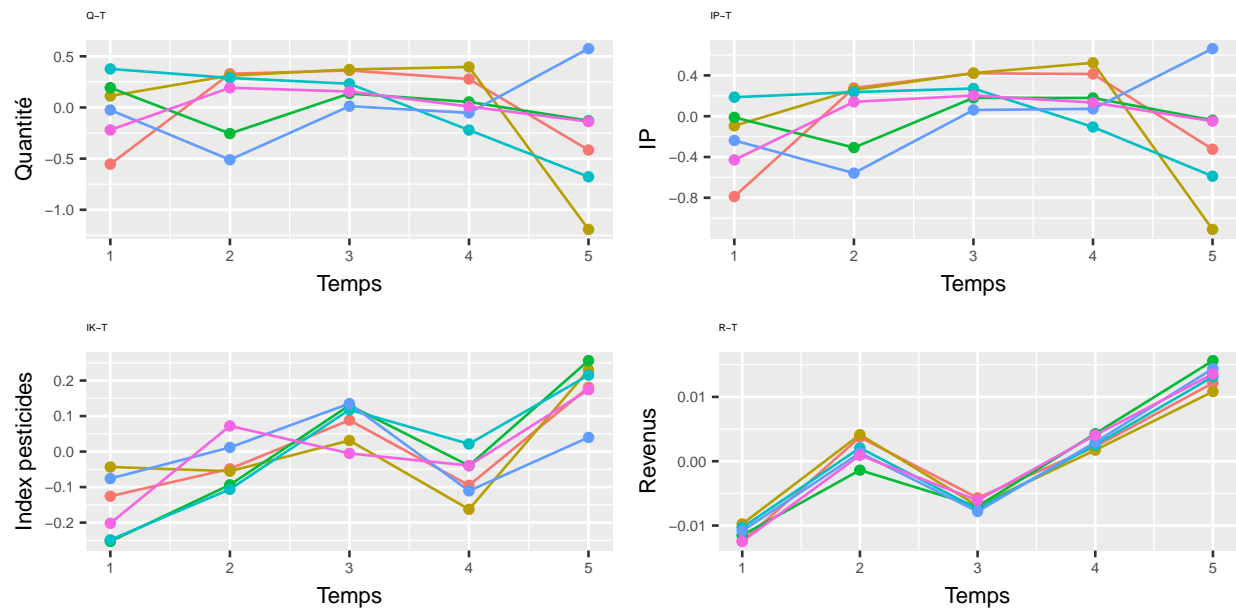 Q−T
Quantité
0.5
0.0
−0.5
−1.0
1 2 3 4 5
Temps
IP−T
IP
0.4
0.0
−0.4
−0.8
1 2 3 4 5
Temps
IK−T
Index pesticides
0.2
0.1
0.0
−0.1
−0.2
1 2 3 4 5
Temps
R−T
Revenus
0.01
0.00
−0.01
1 2 3 4 5
Temps